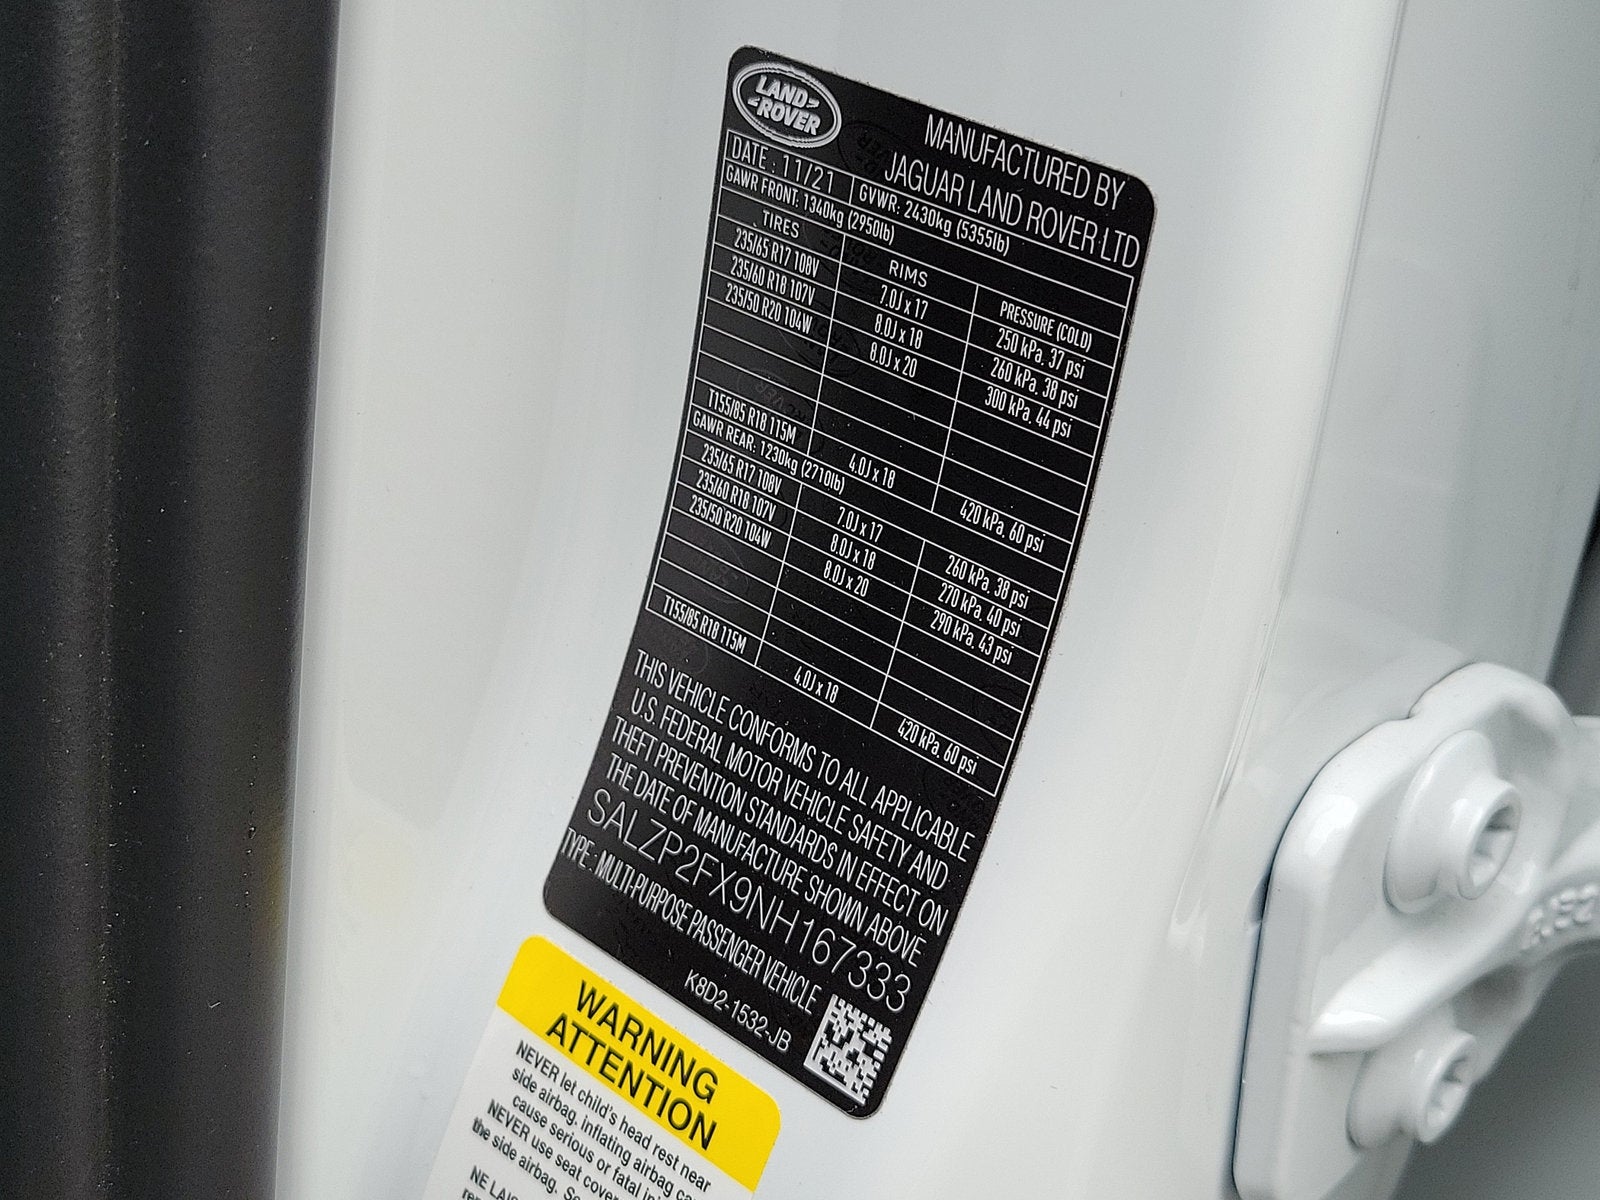 LAND
ROVER
MANUFACTURED BY
JAGUAR LAND ROVER LTD
DATE : 11/21 GVWR: 2430kg (5355lb)
GAWR FRONT: 1340kg (2950lb)
TIRES RIMS PRESSURE (COLD)
235/65 R17 108V 7.0J x 17 250 kPa. 37 psi
235/60 R18 107V 8.0J x 18 260 kPa. 38 psi
235/50 R20 104W 8.0J x 20 300 kPa. 44 psi
T155/85 R18 115M 4.0J x 18 420 kPa. 60 psi
GAWR REAR: 1230kg (2710lb)
235/65 R17 108V 7.0J x 17 260 kPa. 38 psi
235/60 R18 107V 8.0J x 18 270 kPa. 40 psi
235/50 R20 104W 8.0J x 20 290 kPa. 43 psi
T155/85 R18 115M 4.0J x 18 420 kPa. 60 psi
THIS VEHICLE CONFORMS TO ALL APPLICABLE
U.S. FEDERAL MOTOR VEHICLE SAFETY AND
THEFT PREVENTION STANDARDS IN EFFECT ON
THE DATE OF MANUFACTURE SHOWN ABOVE
SALZP2FX9NH167333
TYPE : MULTI-PURPOSE PASSENGER VEHICLE
K8D2-1532-JB
WARNING
ATTENTION
NEVER let child's head rest near
side airbag, inflating airbag ca
cause serious or fatal in
NEVER use seat cover
the side airbag. Se
NE LAIS